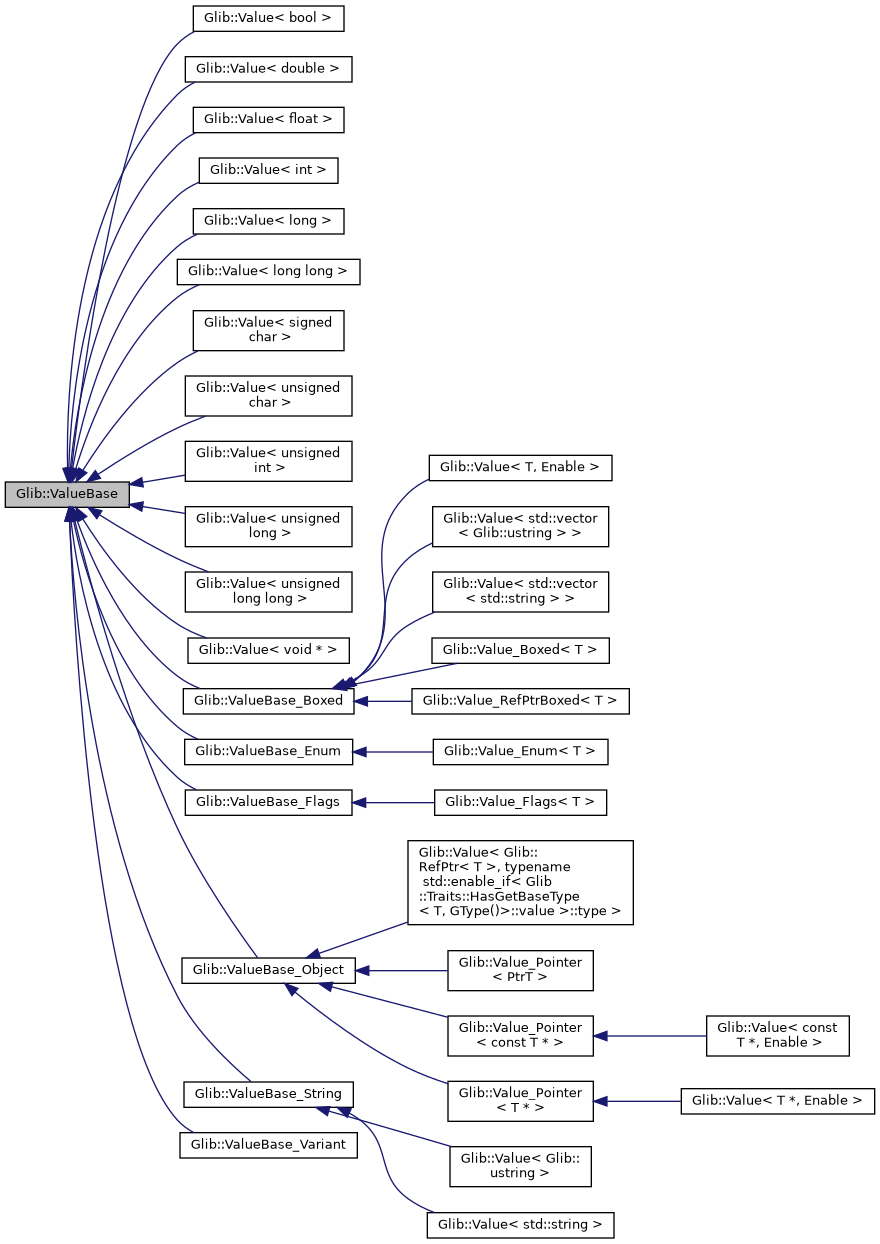 Glib::Value< bool >
Glib::Value< double >
Glib::Value< float >
Glib::Value< int >
Glib::Value< long >
Glib::Value< long long >
Glib::Value< signed
char >
Glib::Value< unsigned
char >
Glib::Value< unsigned
int >
Glib::Value< T, Enable >
Glib::ValueBase
Glib::Value< unsigned
long >
Glib::Value< std::vector
< Glib::ustring > >
Glib::Value< unsigned
long long >
Glib::Value< std::vector
< std::string > >
Glib::Value< void * >
Glib::Value_Boxed< T >
Glib::ValueBase_Boxed
Glib::Value_RefPtrBoxed< T >
Glib::ValueBase_Enum
Glib::Value_Enum< T >
Glib::ValueBase_Flags
Glib::Value_Flags< T >
Glib::Value< Glib::
RefPtr< T >, typename
std::enable_if< Glib
::Traits::HasGetBaseType
< T, GType()>::value >::type >
Glib::ValueBase_Object
Glib::Value_Pointer
< PtrT >
Glib::Value_Pointer
< const T * >
Glib::Value< const
T *, Enable >
Glib::ValueBase_String
Glib::Value_Pointer
< T * >
Glib::Value< T *, Enable >
Glib::ValueBase_Variant
Glib::Value< Glib::
ustring >
Glib::Value< std::string >